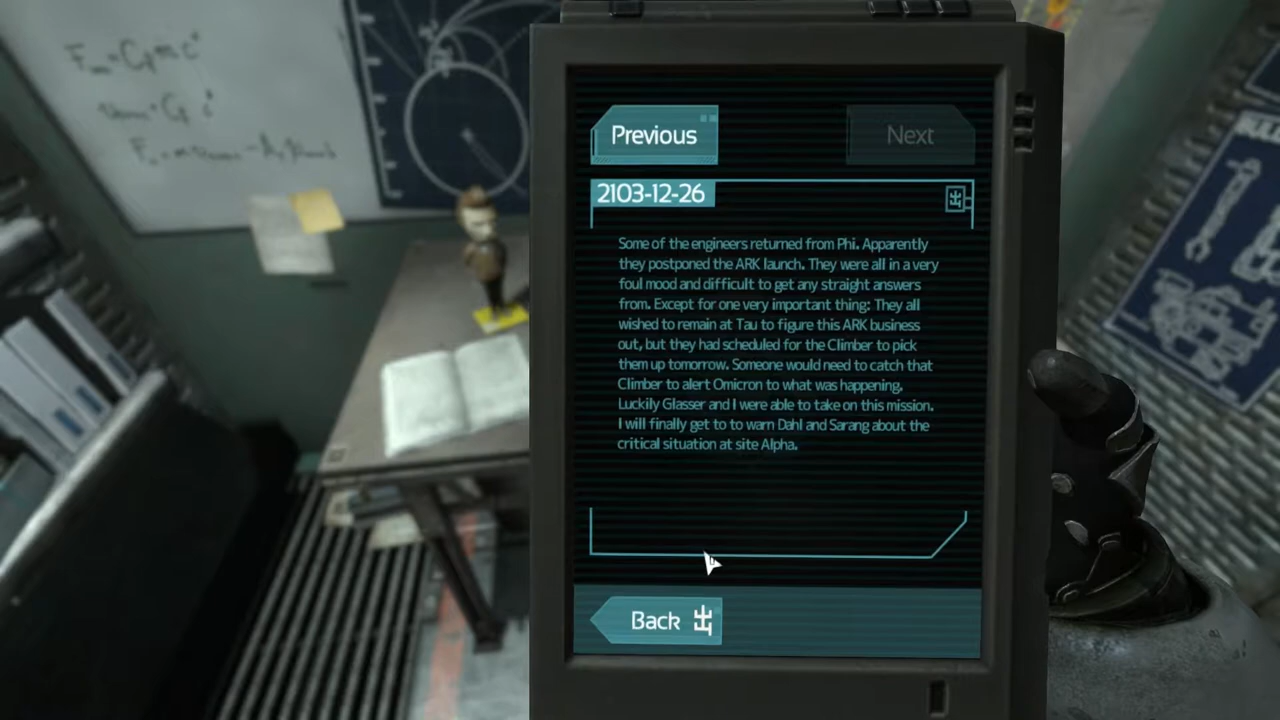 Previous
Next
2103-12-26
Some of the engineers returned from Phi. Apparently
they postponed the ARK launch. They were all in a very
foul mood and difficult to get any straight answers
from. Except for one very important thing: They all
wished to remain at Tau to figure this ARK business
out, but they had scheduled for the Climber to pick
them up tomorrow. Someone would need to catch that
Climber to alert Omicron to what was happening.
Luckily Glasser and I were able to take on this mission.
I will finally get to to warn Dahl and Sarang about the
critical situation at site Alpha.
Back